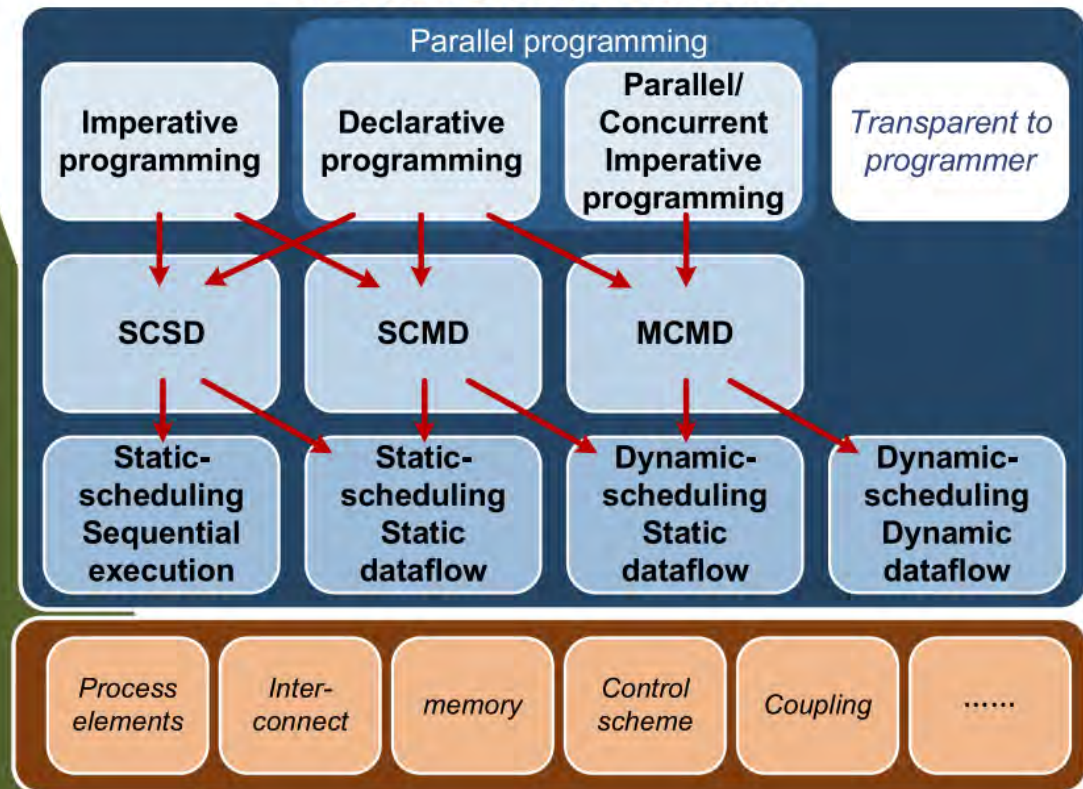 Parallel programming
Imperative
programming
Declarative
programming
Parallel/
Concurrent
Imperative
programming
Transparent to
programmer
SCSD
SCMD
MCMD
Static-
scheduling
Sequential
execution
Static-
scheduling
Static
dataflow
Dynamic-
scheduling
Static
dataflow
Dynamic-
scheduling
Dynamic
dataflow
Process
elements
Inter-
connect
memory
Control
scheme
Coupling
......